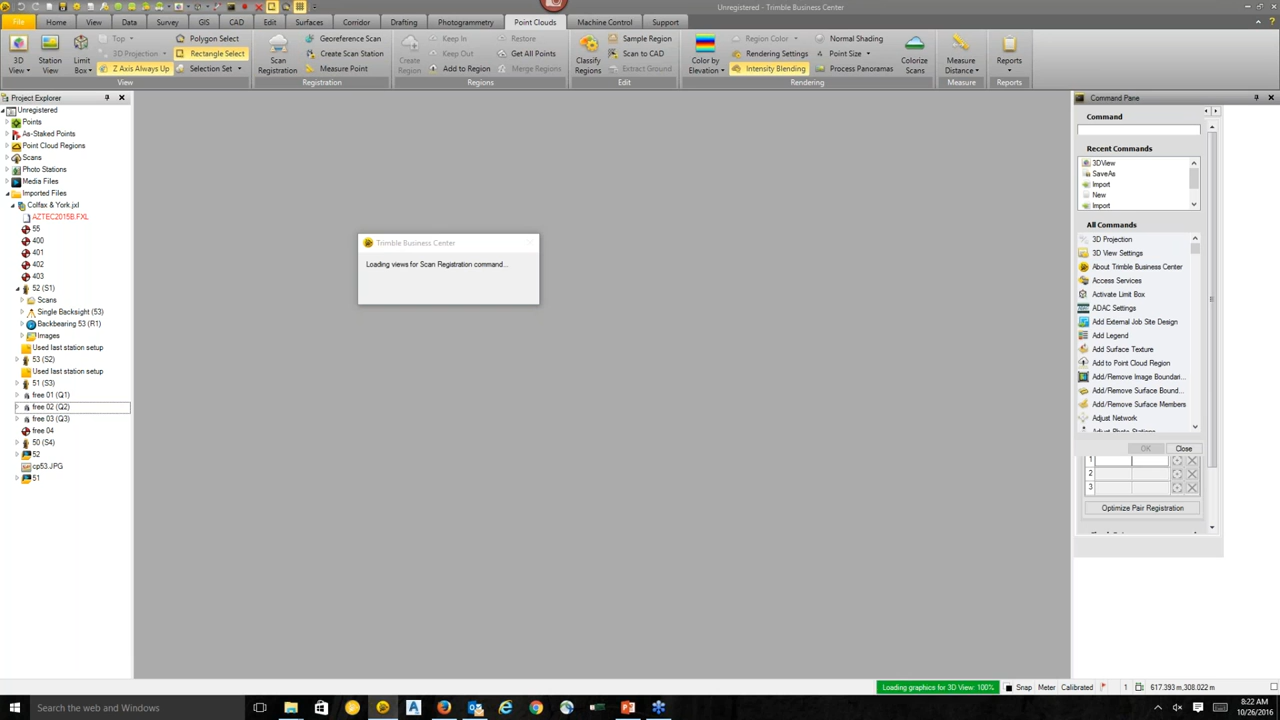 Unregistered - Trimble Business Center
File Home View Data Survey GIS CAD Edit Surfaces Corridor Drafting Photogrammetry Point Clouds Machine Control Support
Top
3D Projection
Z Axis Always Up
3D View
Station View
Limit Box
View
Polygon Select
Rectangle Select
Selection Set
Scan Registration
Georeference Scan
Create Scan Station
Measure Point
Registration
Create Region
Keep In
Keep Out
Add to Region
Restore
Get All Points
Merge Regions
Regions
Classify Regions
Sample Region
Scan to CAD
Extract Ground
Edit
Color by Elevation
Region Color
Rendering Settings
Intensity Blending
Normal Shading
Point Size
Process Panoramas
Colorize Scans
Rendering
Measure Distance
Measure
Reports
Reports
Project Explorer
Unregistered
Points
As-Staked Points
Point Cloud Regions
Scans
Photo Stations
Media Files
Imported Files
Colfax & York.jxl
AZTEC2015B.FXL
55
400
401
402
403
52 (S1)
Scans
Single Backsight (53)
Backbearing 53 (R1)
Images
Used last station setup
53 (S2)
Used last station setup
51 (S3)
free 01 (Q1)
free 02 (Q2)
free 03 (Q3)
free 04
50 (S4)
52
cp53.JPG
51
Trimble Business Center
Loading views for Scan Registration command...
Command Pane
Command
Recent Commands
3DView
SaveAs
Import
New
Import
All Commands
3D Projection
3D View Settings
About Trimble Business Center
Access Services
Activate Limit Box
ADAC Settings
Add External Job Site Design
Add Legend
Add Surface Texture
Add to Point Cloud Region
Add/Remove Image Boundari...
Add/Remove Surface Bound...
Add/Remove Surface Members
Adjust Network
Adjust Photo Stations
OK Close
1
2
3
Optimize Pair Registration
Loading graphics for 3D View: 100% Snap Meter Calibrated 1 617.393 m,308.022 m
Search the web and Windows
8:22 AM
10/26/2016